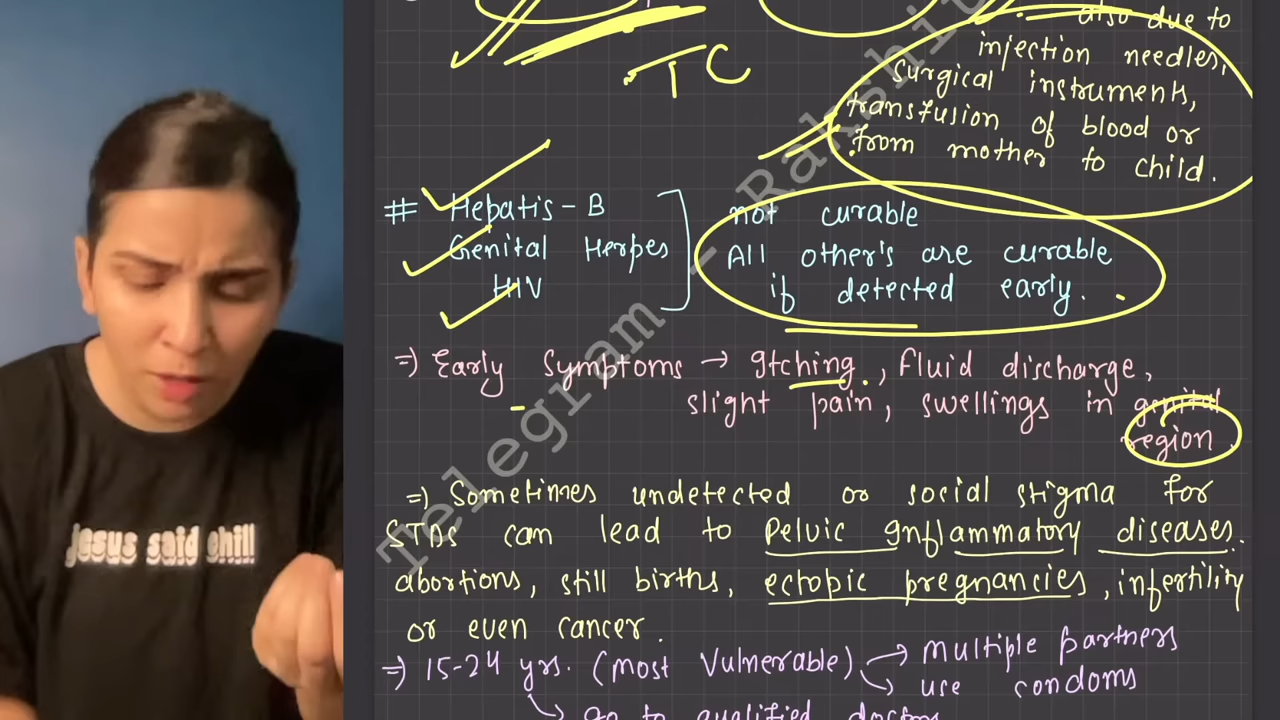 also due to
injection needles,
surgical instruments,
transfusion of blood or
from mother to child.
TC
# Hepatis-B
Genital Herpes
HIV
not curable
All other's are curable
if detected early.
=) Early symptoms → Itching, fluid discharge,
slight pain, swellings in genital
region.
=) Sometimes undetected or social stigma for
STDs can lead to Pelvic Inflammatory diseases.
abortions, still births, ectopic pregnancies, infertility
or even cancer.
=) 15-24 yrs. (most vulnerable) → multiple partners
→ use condoms
→ go to qualified doctors
Telegram - Rakshit
jesus said chill